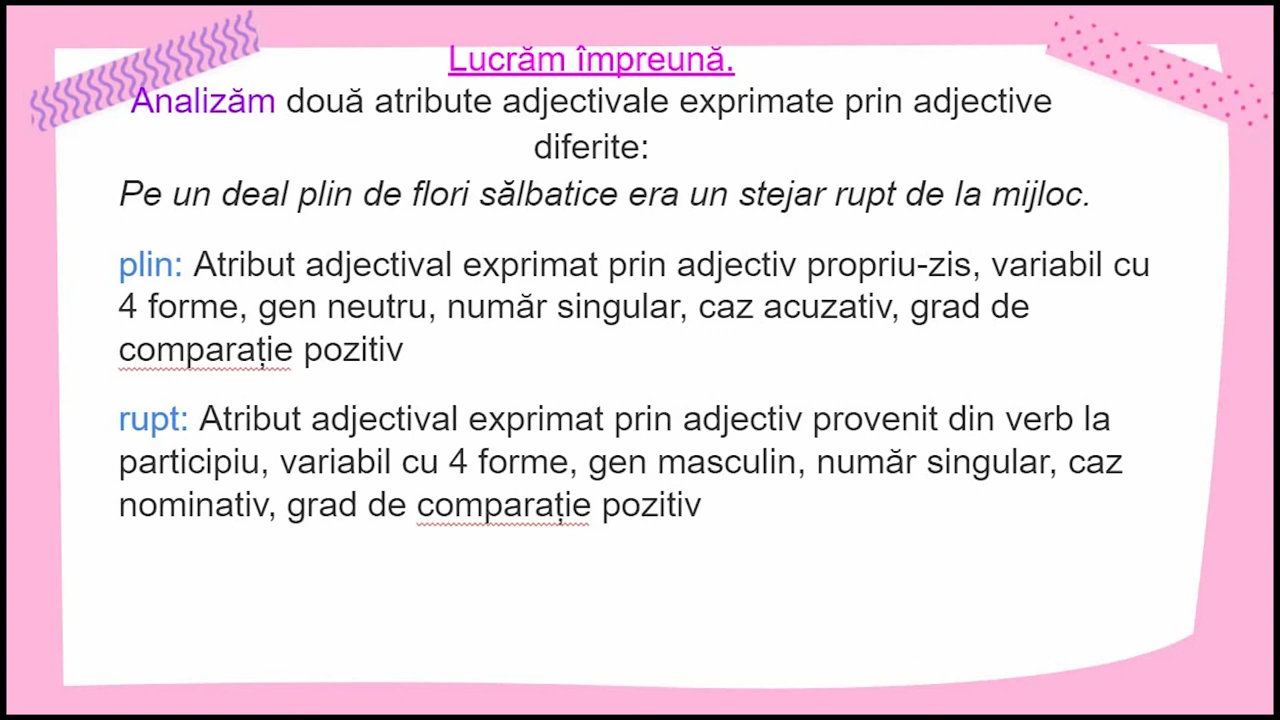 Lucrăm împreună.
Analizăm două atribute adjectivale exprimate prin adjective
diferite:
Pe un deal plin de flori sălbatice era un stejar rupt de la mijloc.
plin: Atribut adjectival exprimat prin adjectiv propriu-zis, variabil cu
4 forme, gen neutru, număr singular, caz acuzativ, grad de
comparație pozitiv
rupt: Atribut adjectival exprimat prin adjectiv provenit din verb la
participiu, variabil cu 4 forme, gen masculin, număr singular, caz
nominativ, grad de comparație pozitiv